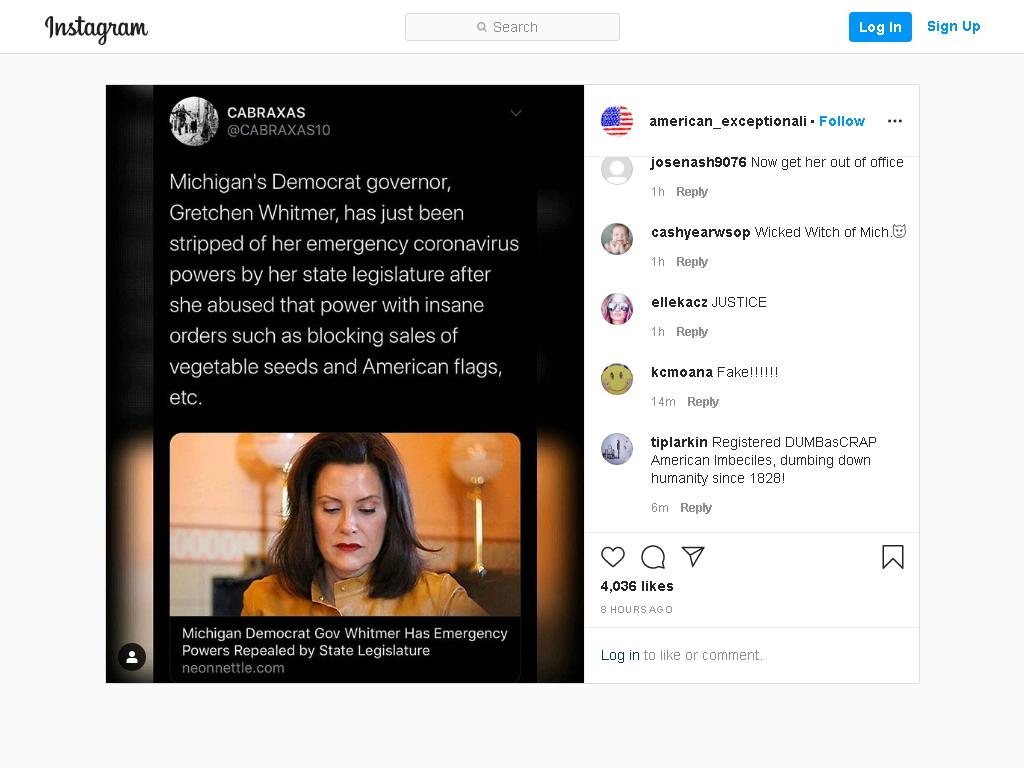 Instagram
Search
Log In
Sign Up
CABRAXAS
@CABRAXAS10
Michigan's Democrat governor,
Gretchen Whitmer, has just been
stripped of her emergency coronavirus
powers by her state legislature after
she abused that power with insane
orders such as blocking sales of
vegetable seeds and American flags,
etc.
Michigan Democrat Gov Whitmer Has Emergency
Powers Repealed by State Legislature
neonnettle.com
american_exceptionali • Follow
josenash9076 Now get her out of office
1h Reply
cashyearwsop Wicked Witch of Mich.😈
1h Reply
ellekacz JUSTICE
1h Reply
kcmoana Fake!!!!!!
14m Reply
tiplarkin Registered DUMBasCRAP
American Imbeciles, dumbing down
humanity since 1828!
6m Reply
4,036 likes
8 HOURS AGO
Log in to like or comment.